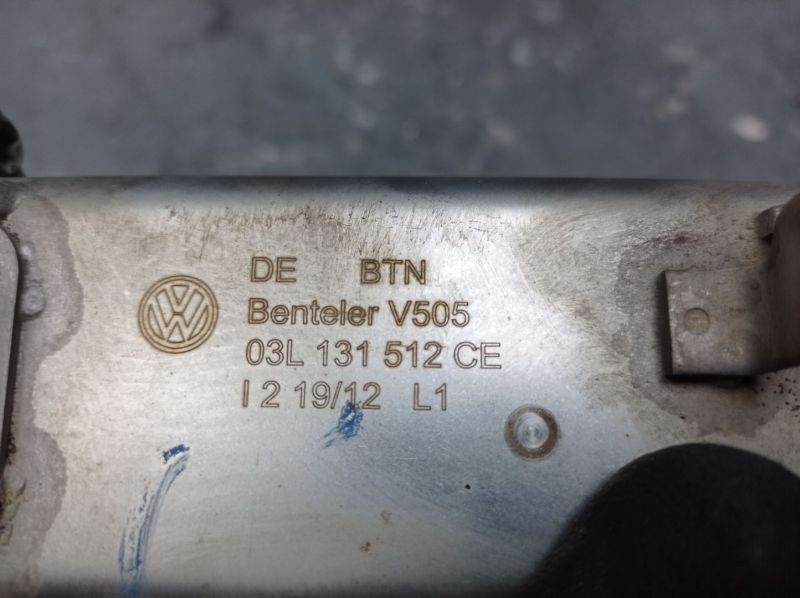 DE BTN
Benteler V505
03L 131 512 CE
I 2 19/12 L1